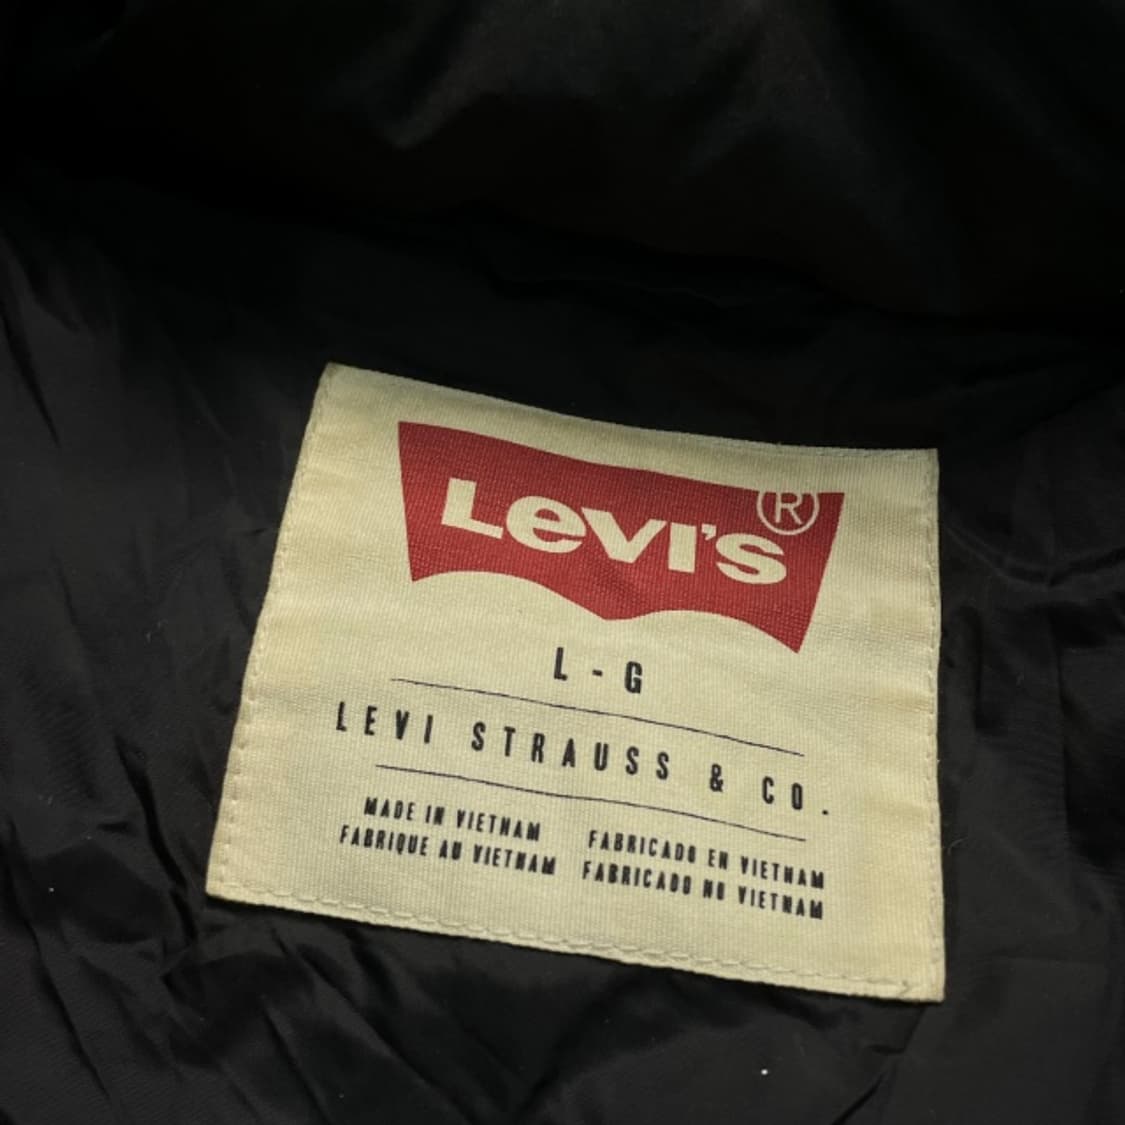 Levi's®
L - G
LEVI STRAUSS & CO.
MADE IN VIETNAM
FABRIQUE AU VIETNAM
FABRICADO EN VIETNAM
FABRICADO NO VIETNAM